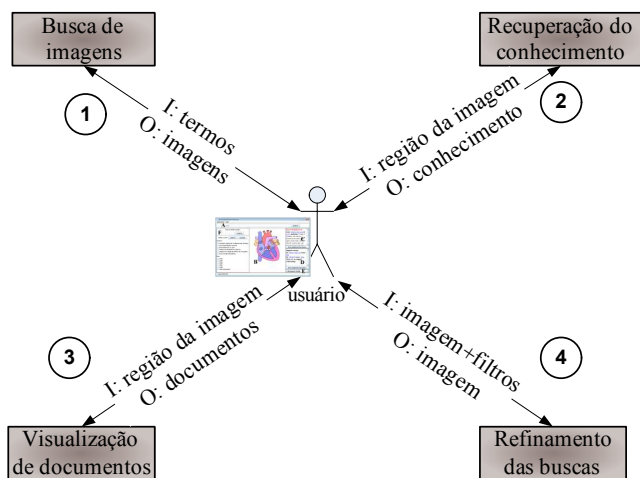 Busca de
imagens
Recuperação do
conhecimento
1
2
I: termos
O: imagens
I: região da imagem
O: conhecimento
A
F
B
C
D
E
usuário
3
4
I: região da imagem
O: documentos
I: imagem+filtros
O: imagem
Visualização
de documentos
Refinamento
das buscas